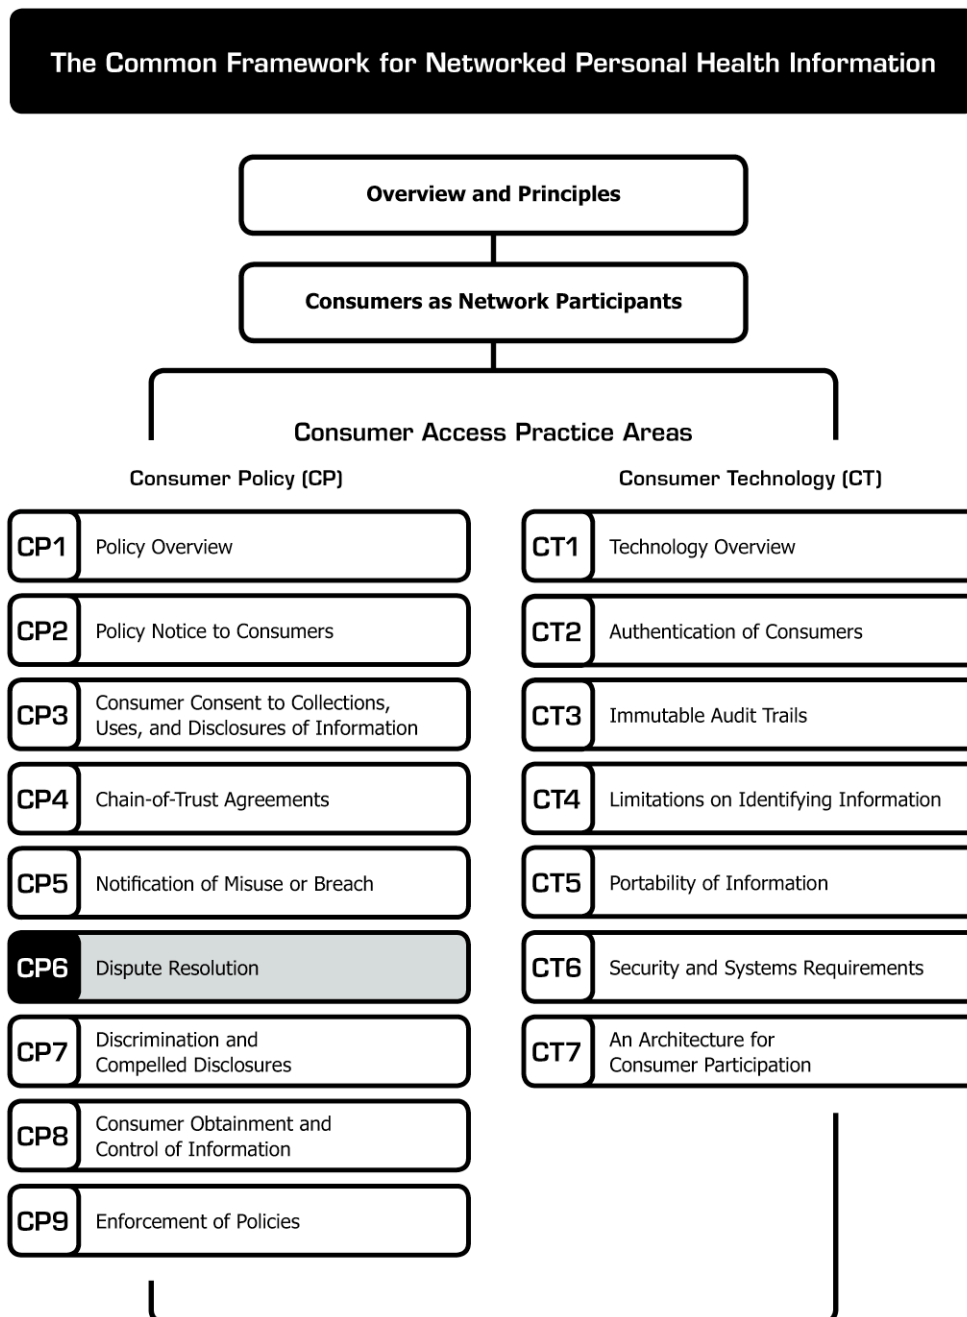 The Common Framework for Networked Personal Health Information
Overview and Principles
Consumers as Network Participants
Consumer Access Practice Areas
Consumer Policy (CP)
CP1 Policy Overview
CP2 Policy Notice to Consumers
CP3 Consumer Consent to Collections,
Uses, and Disclosures of Information
CP4 Chain-of-Trust Agreements
CP5 Notification of Misuse or Breach
CP6 Dispute Resolution
CP7 Discrimination and
Compelled Disclosures
CP8 Consumer Obtainment and
Control of Information
CP9 Enforcement of Policies
Consumer Technology (CT)
CT1 Technology Overview
CT2 Authentication of Consumers
CT3 Immutable Audit Trails
CT4 Limitations on Identifying Information
CT5 Portability of Information
CT6 Security and Systems Requirements
CT7 An Architecture for
Consumer Participation